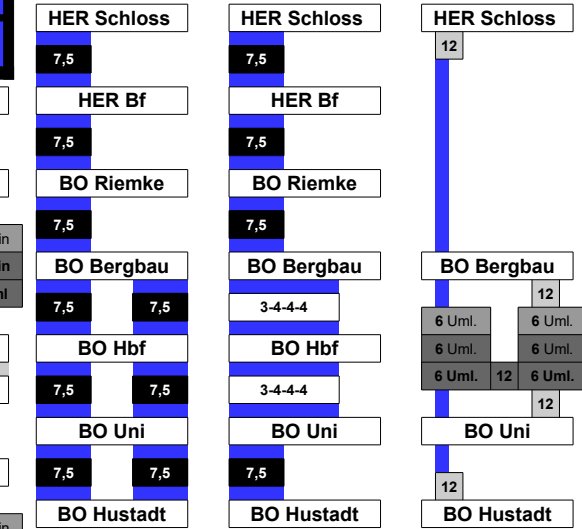 HER Schloss
7,5
HER Bf
7,5
BO Riemke
7,5
BO Bergbau
7,5 7,5
BO Hbf
7,5 7,5
BO Uni
7,5 7,5
BO Hustadt
HER Schloss
7,5
HER Bf
7,5
BO Riemke
7,5
BO Bergbau
3-4-4-4
BO Hbf
3-4-4-4
BO Uni
7,5
BO Hustadt
HER Schloss
12
BO Bergbau
12
6 Uml. 6 Uml.
6 Uml. 6 Uml.
6 Uml. 12 6 Uml.
12
BO Uni
12
BO Hustadt